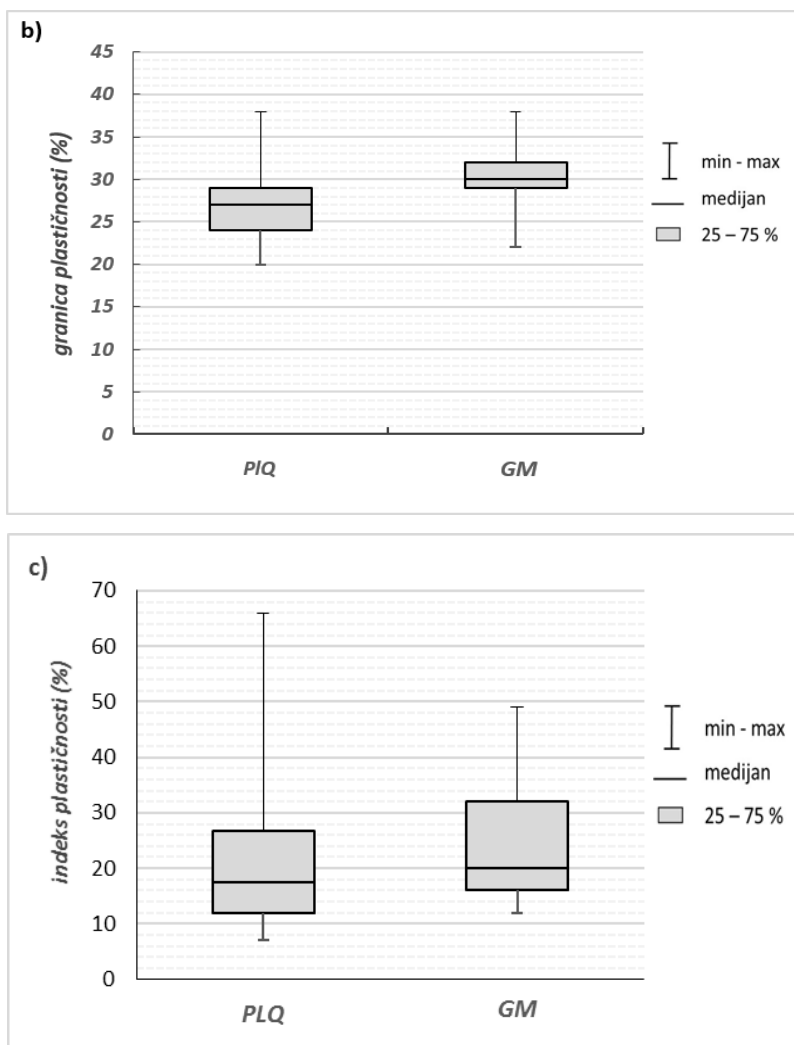 b)
45
40
35
30
25
20
15
10
5
0
granica plastičnosti (%)
PlQ
GM
min - max
medijan
25 – 75 %
c)
70
60
50
40
30
20
10
0
indeks plastičnosti (%)
PLQ
GM
min - max
medijan
25 – 75 %